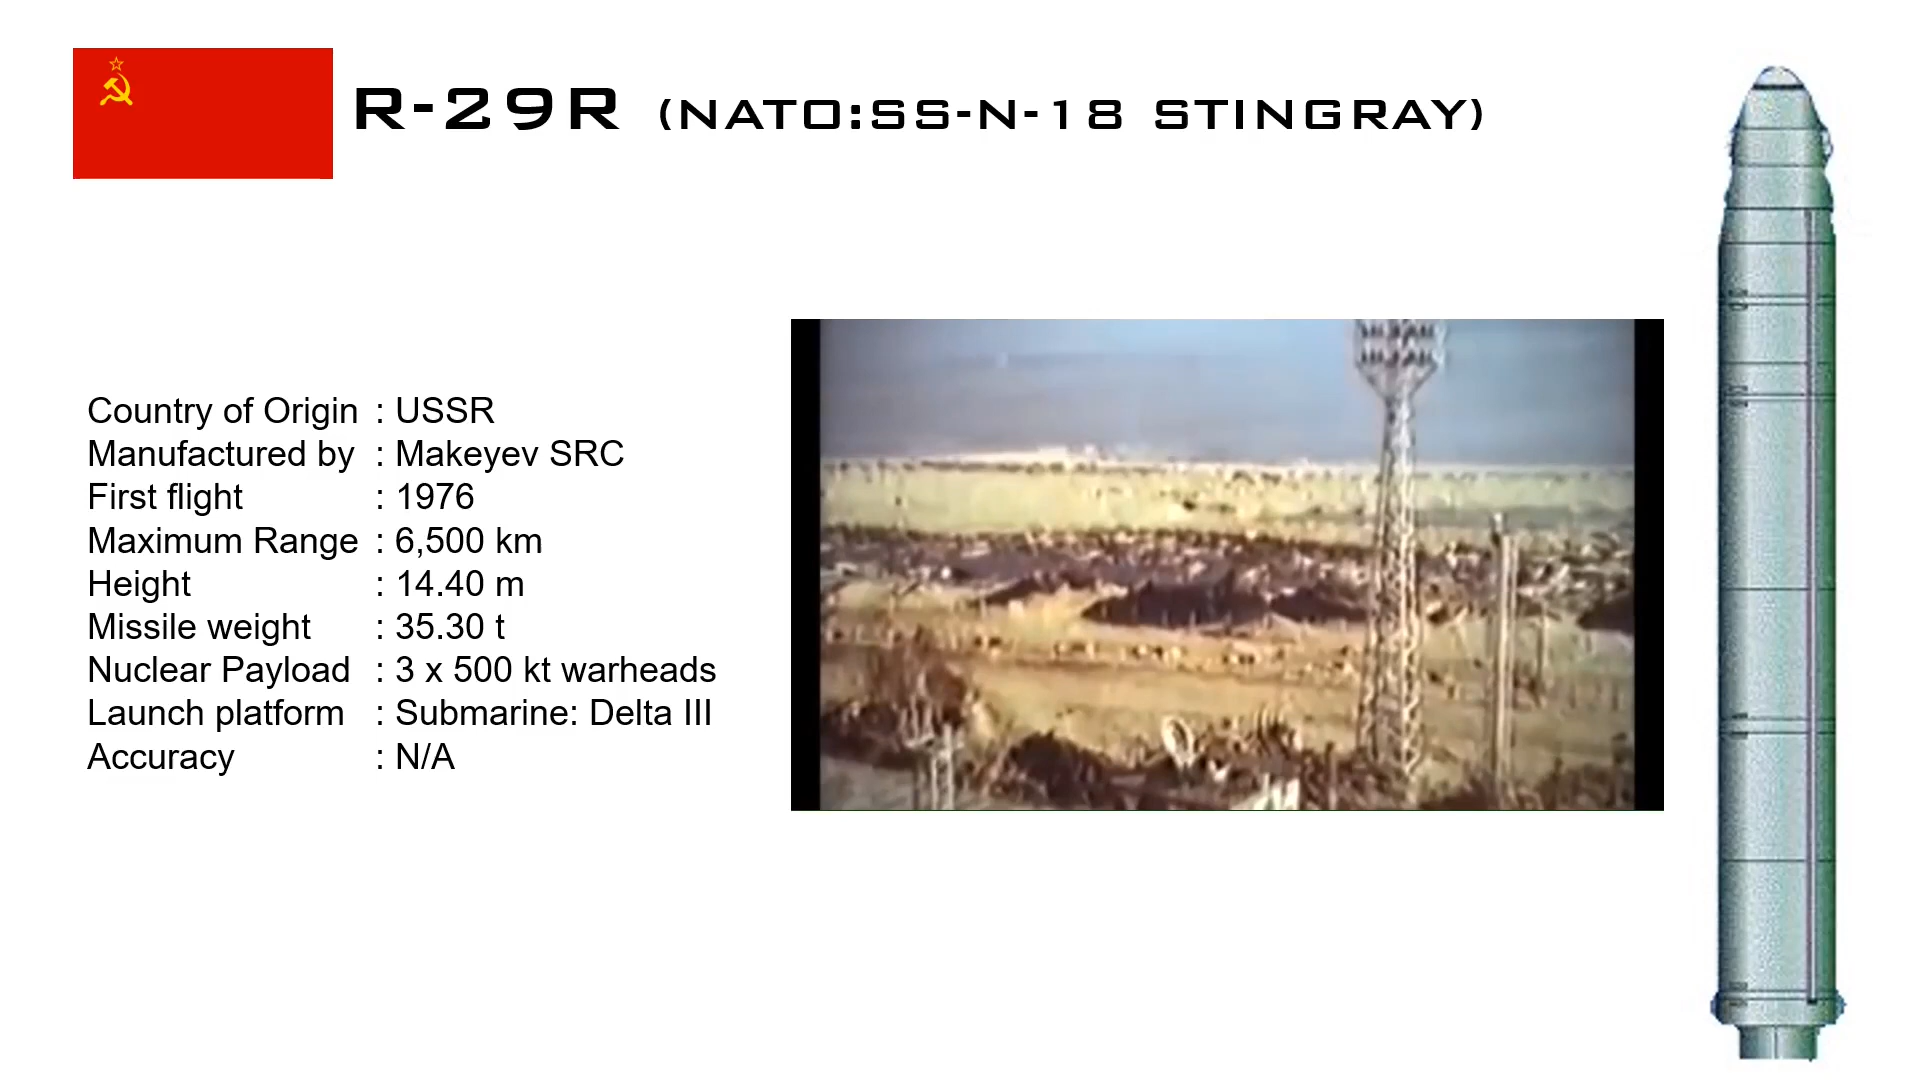 R-29R (NATO:SS-N-18 STINGRAY)
Country of Origin : USSR
Manufactured by : Makeyev SRC
First flight : 1976
Maximum Range : 6,500 km
Height : 14.40 m
Missile weight : 35.30 t
Nuclear Payload : 3 x 500 kt warheads
Launch platform : Submarine: Delta III
Accuracy : N/A